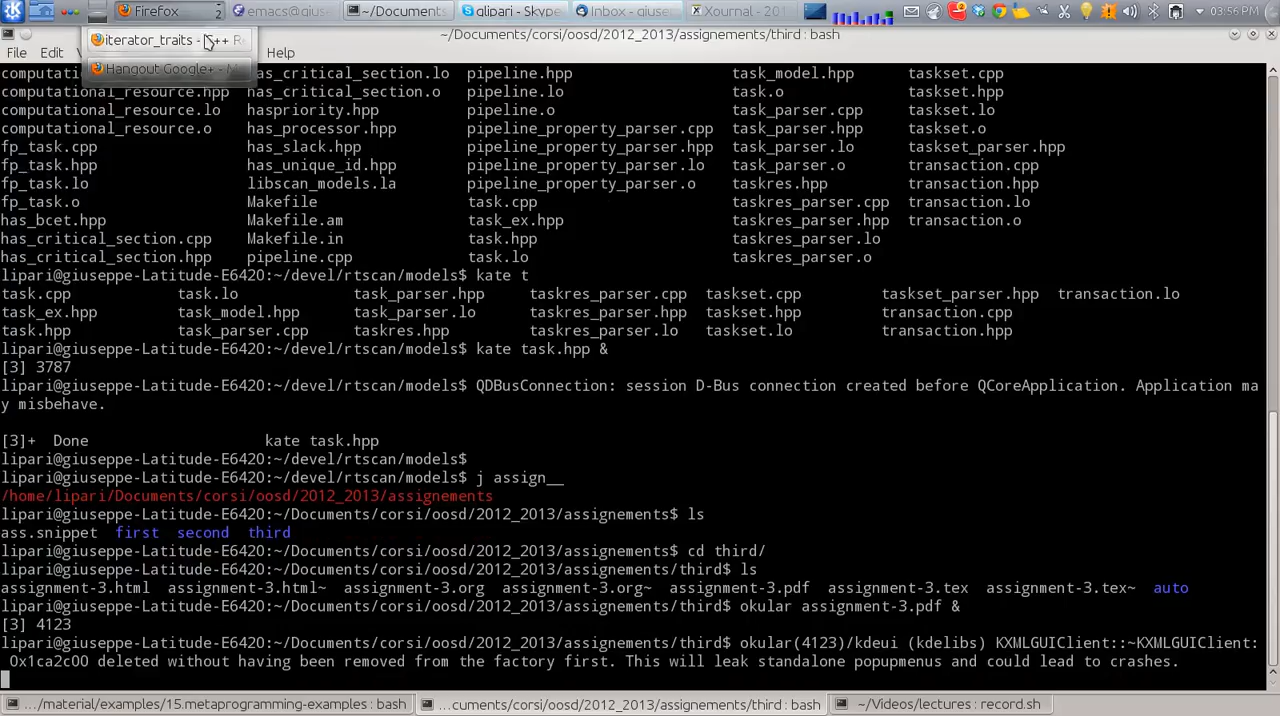 Firefox 2 emacs@gius ~/Documents alipari - Skype Inbox - giuse Xournal - 201 03:56 PM
iterator_traits - C++ Re
~/Documents/corsi/oosd/2012_2013/assignements/third : bash
File Edit Help
Hangout Google+ - M
computational has_critical_section.lo pipeline.hpp task_model.hpp taskset.cpp
computational_resource.hpp has_critical_section.o pipeline.lo task.o taskset.hpp
computational_resource.lo haspriority.hpp pipeline.o task_parser.cpp taskset.lo
computational_resource.o has_processor.hpp pipeline_property_parser.cpp task_parser.hpp taskset.o
fp_task.cpp has_slack.hpp pipeline_property_parser.hpp task_parser.lo taskset_parser.hpp
fp_task.hpp has_unique_id.hpp pipeline_property_parser.lo task_parser.o transaction.cpp
fp_task.lo libscan_models.la pipeline_property_parser.o taskres.hpp transaction.hpp
fp_task.o Makefile task.cpp taskres_parser.cpp transaction.lo
has_bcet.hpp Makefile.am task_ex.hpp taskres_parser.hpp transaction.o
has_critical_section.cpp Makefile.in task.hpp taskres_parser.lo
has_critical_section.hpp pipeline.cpp task.lo taskres_parser.o
lipari@giuseppe-Latitude-E6420:~/devel/rtscan/models$ kate t
task.cpp task.lo task_parser.hpp taskres_parser.cpp taskset.cpp taskset_parser.hpp transaction.lo
task_ex.hpp task_model.hpp task_parser.lo taskres_parser.hpp taskset.hpp transaction.cpp
task.hpp task_parser.cpp taskres.hpp taskres_parser.lo taskset.lo transaction.hpp
lipari@giuseppe-Latitude-E6420:~/devel/rtscan/models$ kate task.hpp &
[3] 3787
lipari@giuseppe-Latitude-E6420:~/devel/rtscan/models$ QDBusConnection: session D-Bus connection created before QCoreApplication. Application ma
y misbehave.
[3]+ Done kate task.hpp
lipari@giuseppe-Latitude-E6420:~/devel/rtscan/models$
lipari@giuseppe-Latitude-E6420:~/devel/rtscan/models$ j assign__
/home/lipari/Documents/corsi/oosd/2012_2013/assignements
lipari@giuseppe-Latitude-E6420:~/Documents/corsi/oosd/2012_2013/assignements$ ls
ass.snippet first second third
lipari@giuseppe-Latitude-E6420:~/Documents/corsi/oosd/2012_2013/assignements$ cd third/
lipari@giuseppe-Latitude-E6420:~/Documents/corsi/oosd/2012_2013/assignements/third$ ls
assignment-3.html assignment-3.html~ assignment-3.org assignment-3.org~ assignment-3.pdf assignment-3.tex assignment-3.tex~ auto
lipari@giuseppe-Latitude-E6420:~/Documents/corsi/oosd/2012_2013/assignements/third$ okular assignment-3.pdf &
[3] 4123
lipari@giuseppe-Latitude-E6420:~/Documents/corsi/oosd/2012_2013/assignements/third$ okular(4123)/kdeui (kdelibs) KXMLGUIClient::~KXMLGUIClient:
0x1ca2c00 deleted without having been removed from the factory first. This will leak standalone popupmenus and could lead to crashes.
.../material/examples/15.metaprogramming-examples : bash ...cuments/corsi/oosd/2012_2013/assignements/third : bash ~/Videos/lectures : record.sh